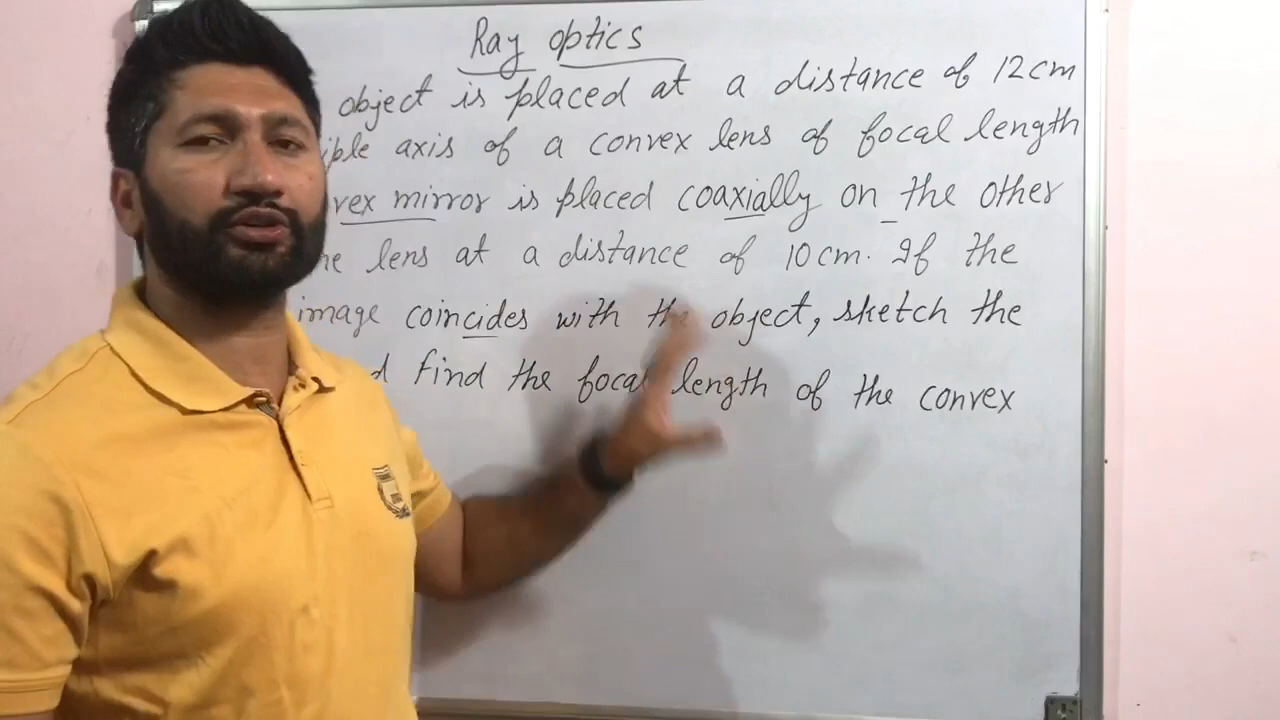 Ray optics
object is placed at a distance of 12cm
axis of a convex lens of focal length
mirror is placed coaxially on the other
lens at a distance of 10cm. If the
image coincides with the object, sketch the
find the focal length of the convex